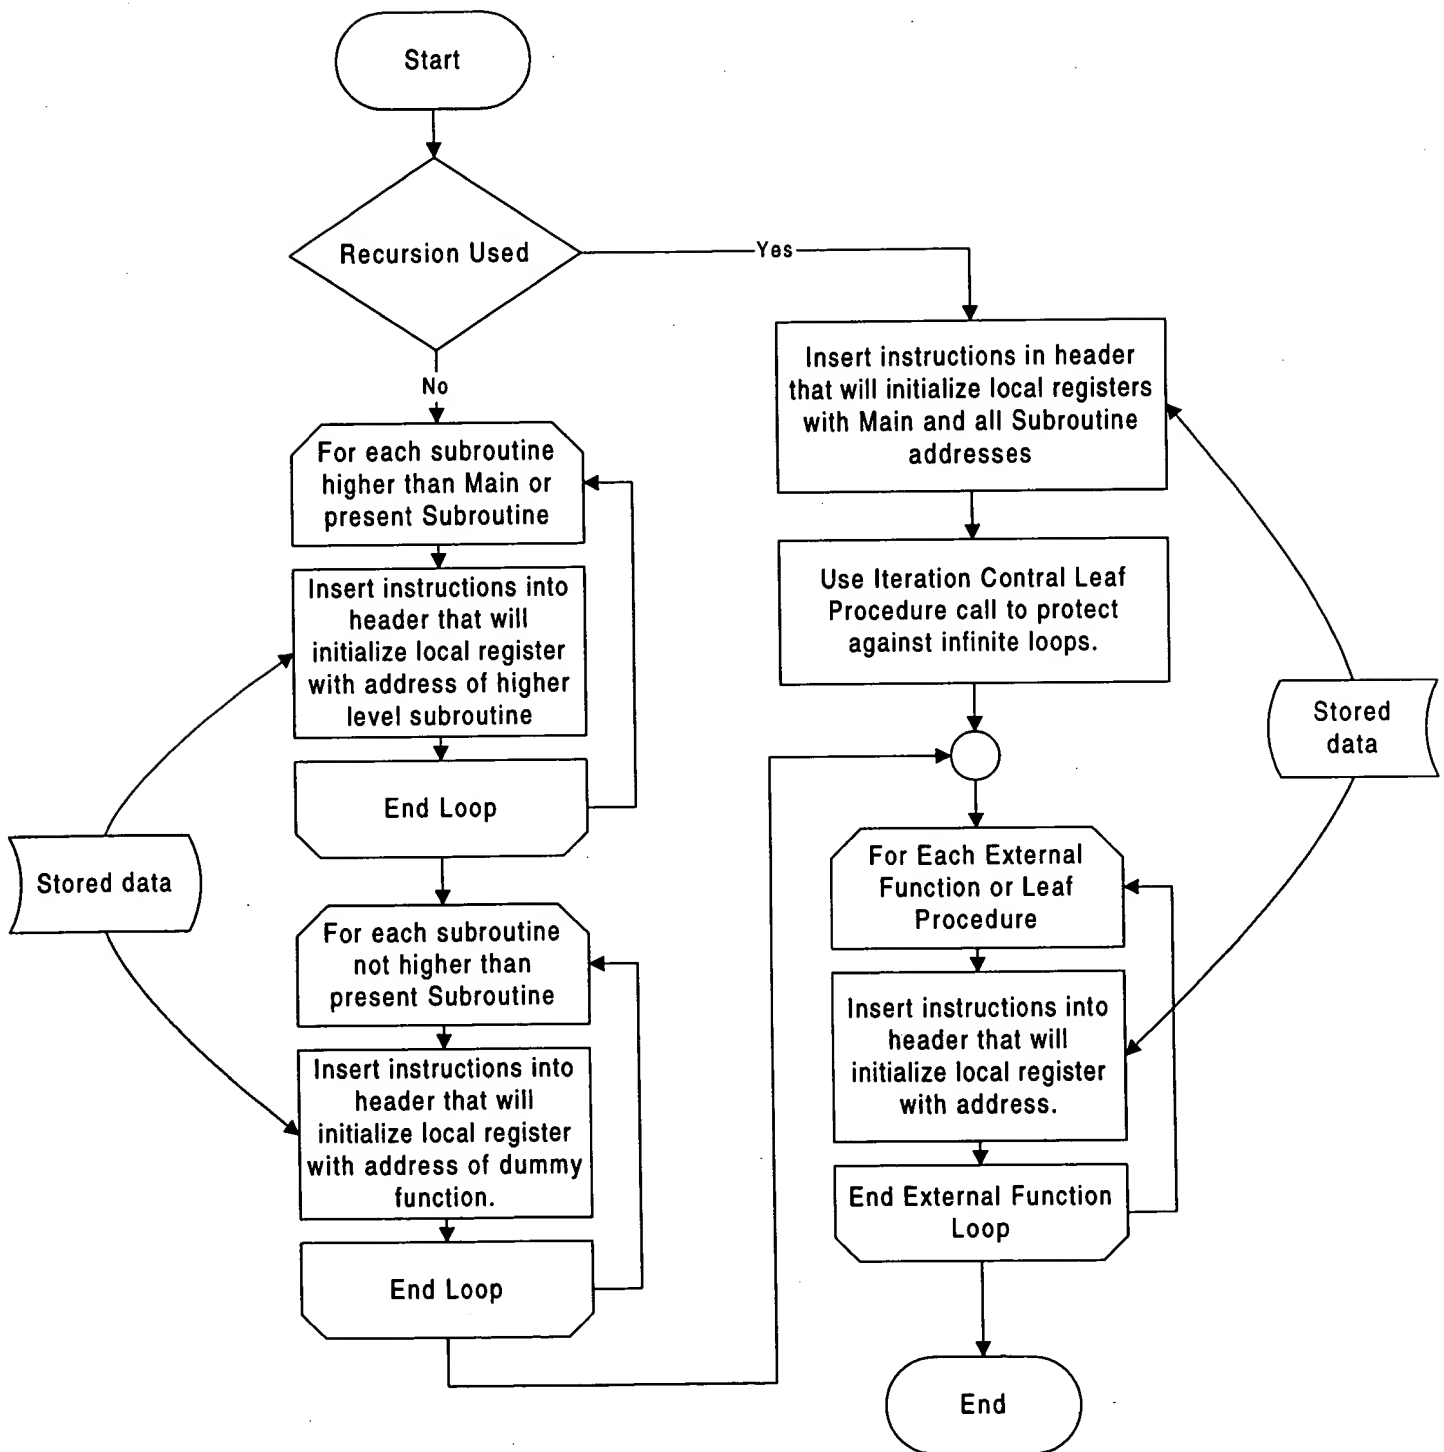 Start
Recursion Used
Yes
No
For each subroutine
higher than Main or
present Subroutine
Insert instructions into
header that will
initialize local register
with address of higher
level subroutine
End Loop
Stored data
For each subroutine
not higher than
present Subroutine
Insert instructions into
header that will
initialize local register
with address of dummy
function.
End Loop
Insert instructions in header
that will initialize local registers
with Main and all Subroutine
addresses
Use Iteration Contral Leaf
Procedure call to protect
against infinite loops.
Stored
data
For Each External
Function or Leaf
Procedure
Insert instructions into
header that will
initialize local register
with address.
End External Function
Loop
End